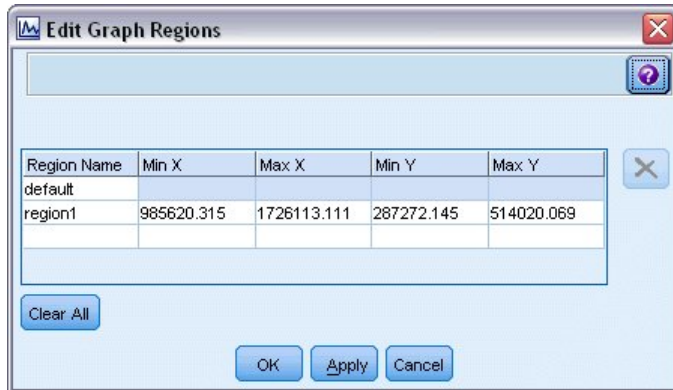 Edit Graph Regions
Region Name Min X Max X Min Y Max Y
default
region1 985620.315 1726113.111 287272.145 514020.069
Clear All
OK Apply Cancel